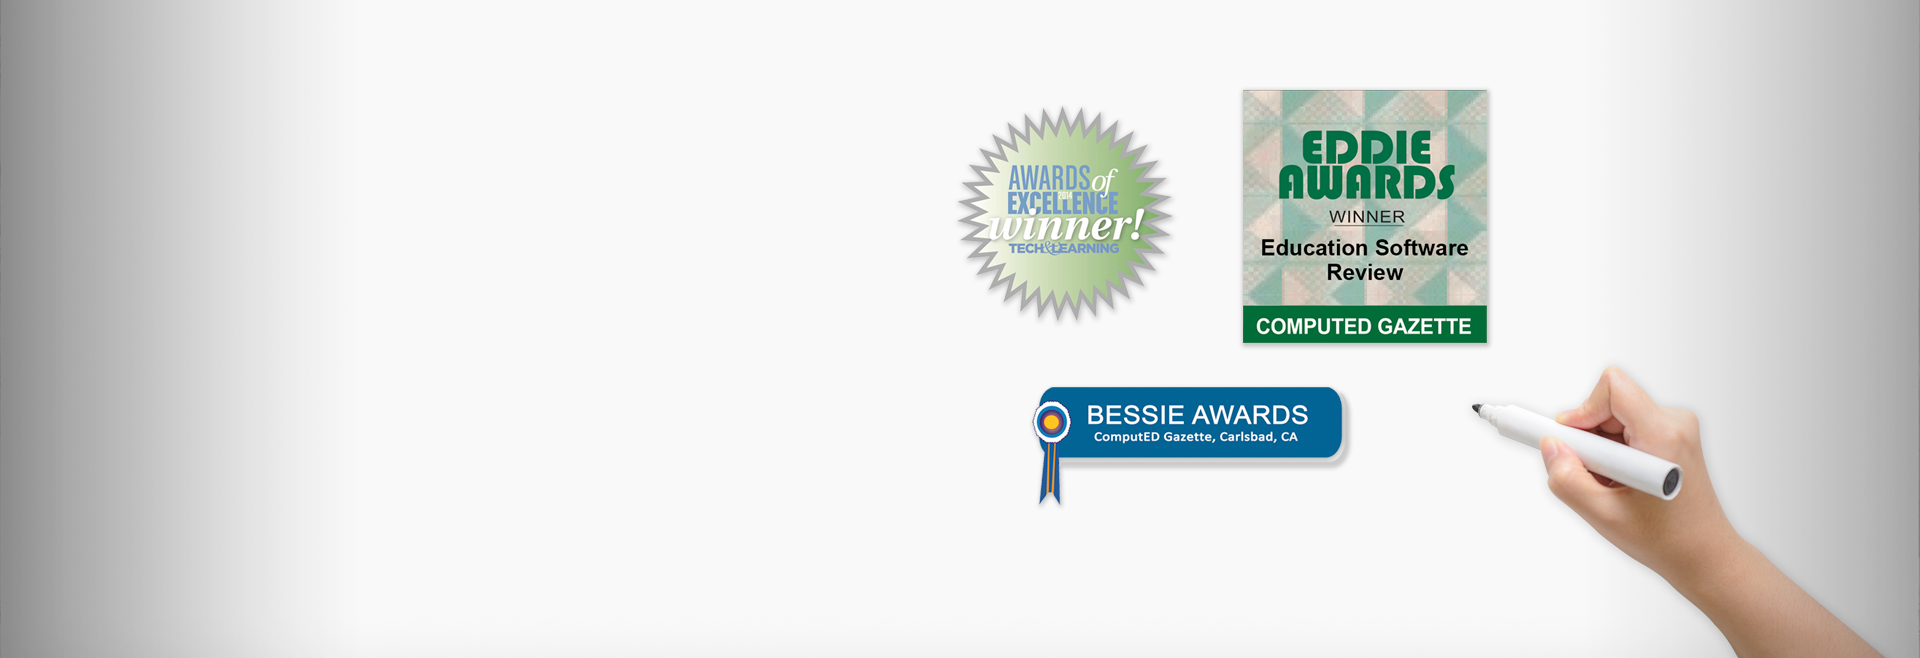 AWARDS of
2014
EXCELLENCE
winner!
TECH & LEARNING
EDDIE
AWARDS
WINNER
Education Software
Review
COMPUTED GAZETTE
BESSIE AWARDS
ComputED Gazette, Carlsbad, CA